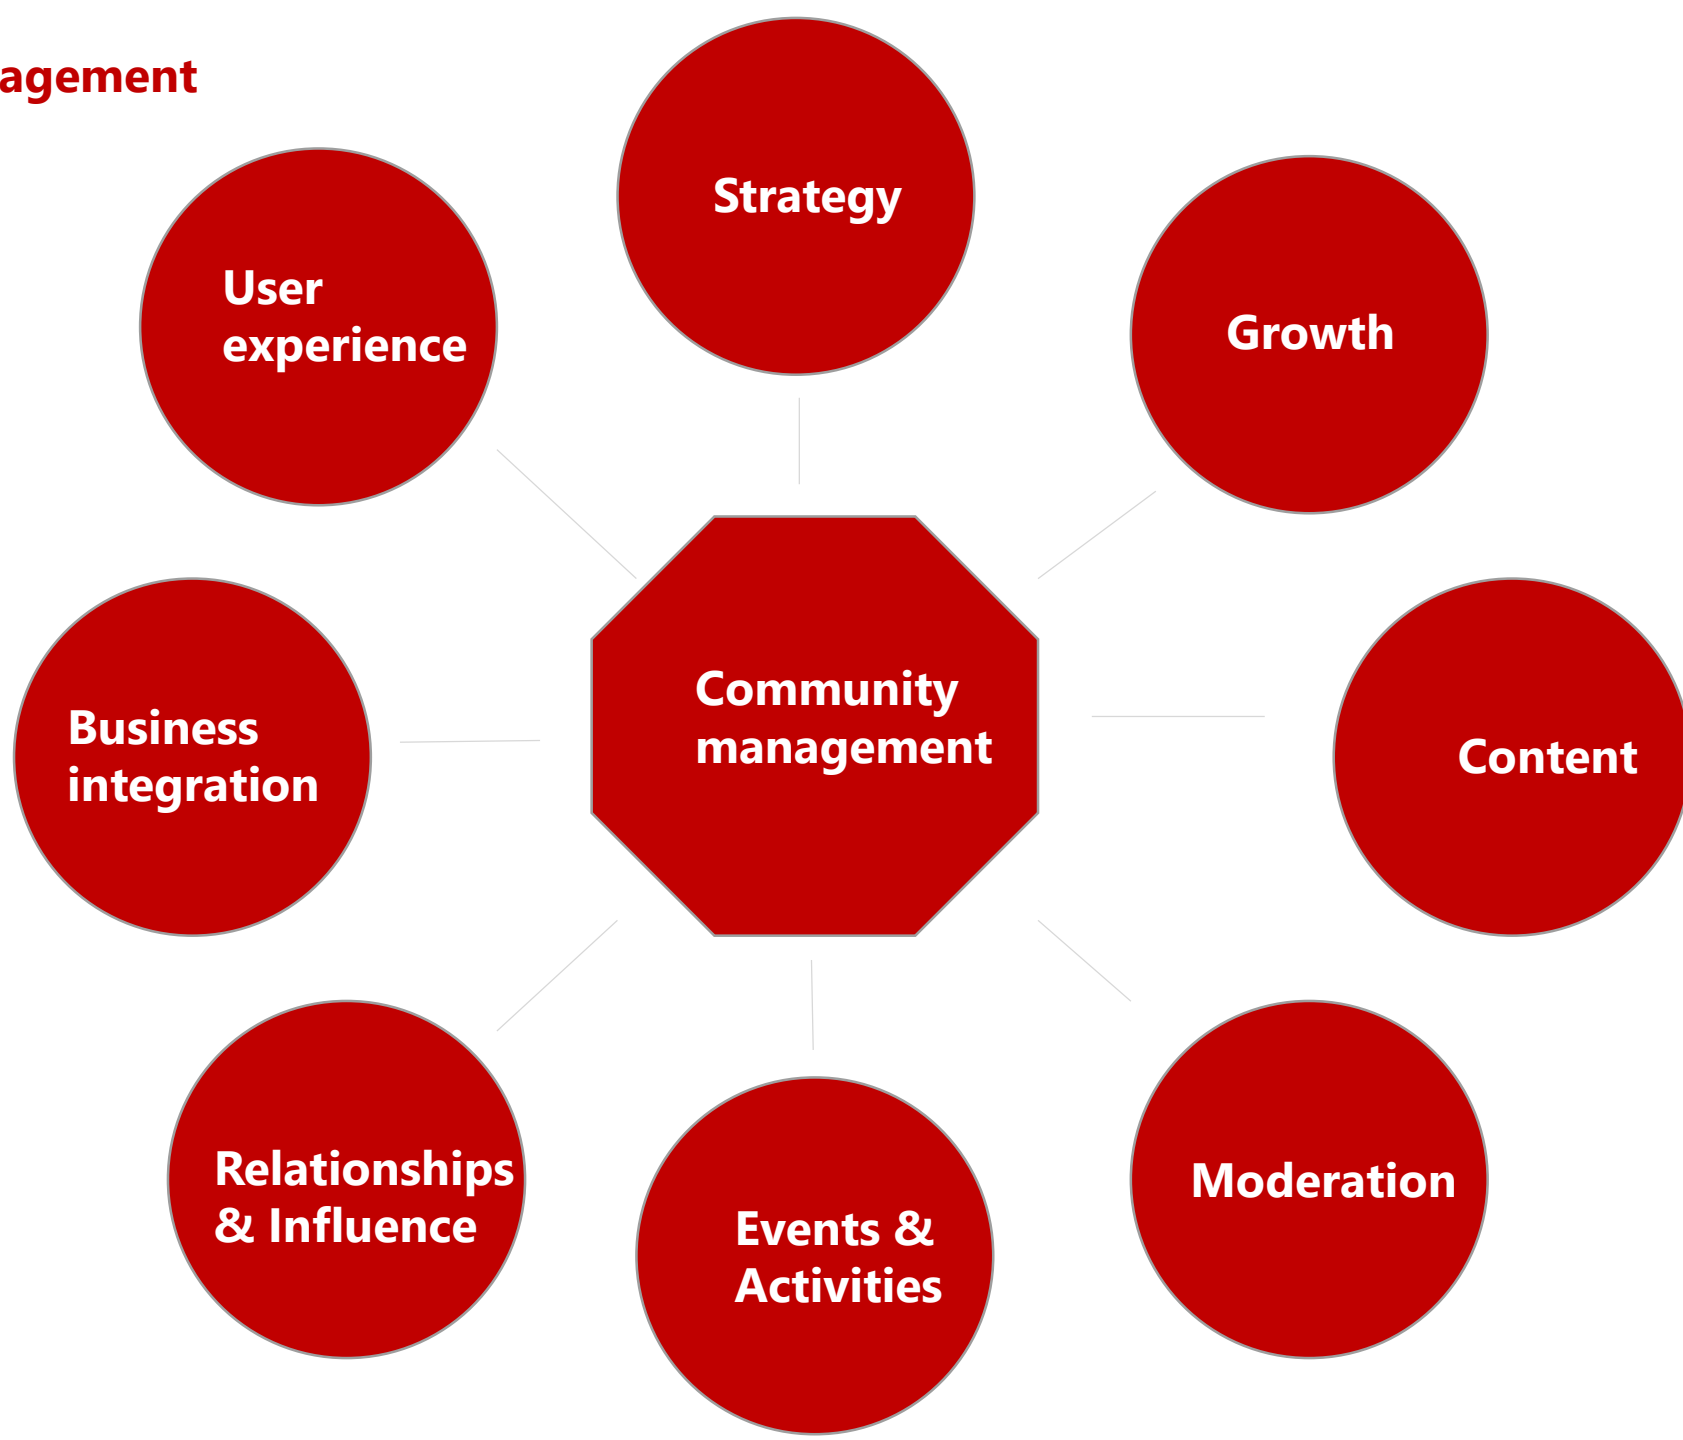 agement
Strategy
User
experience
Growth
Community
management
Business
integration
Content
Relationships
& Influence
Events &
Activities
Moderation